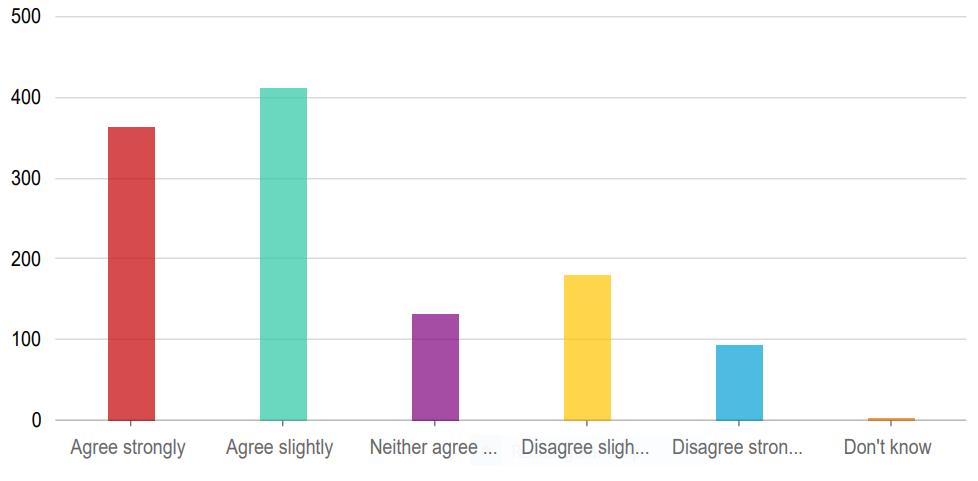 500
400
300
200
100
0
Agree strongly
Agree slightly
Neither agree ...
Disagree sligh...
Disagree stron...
Don't know